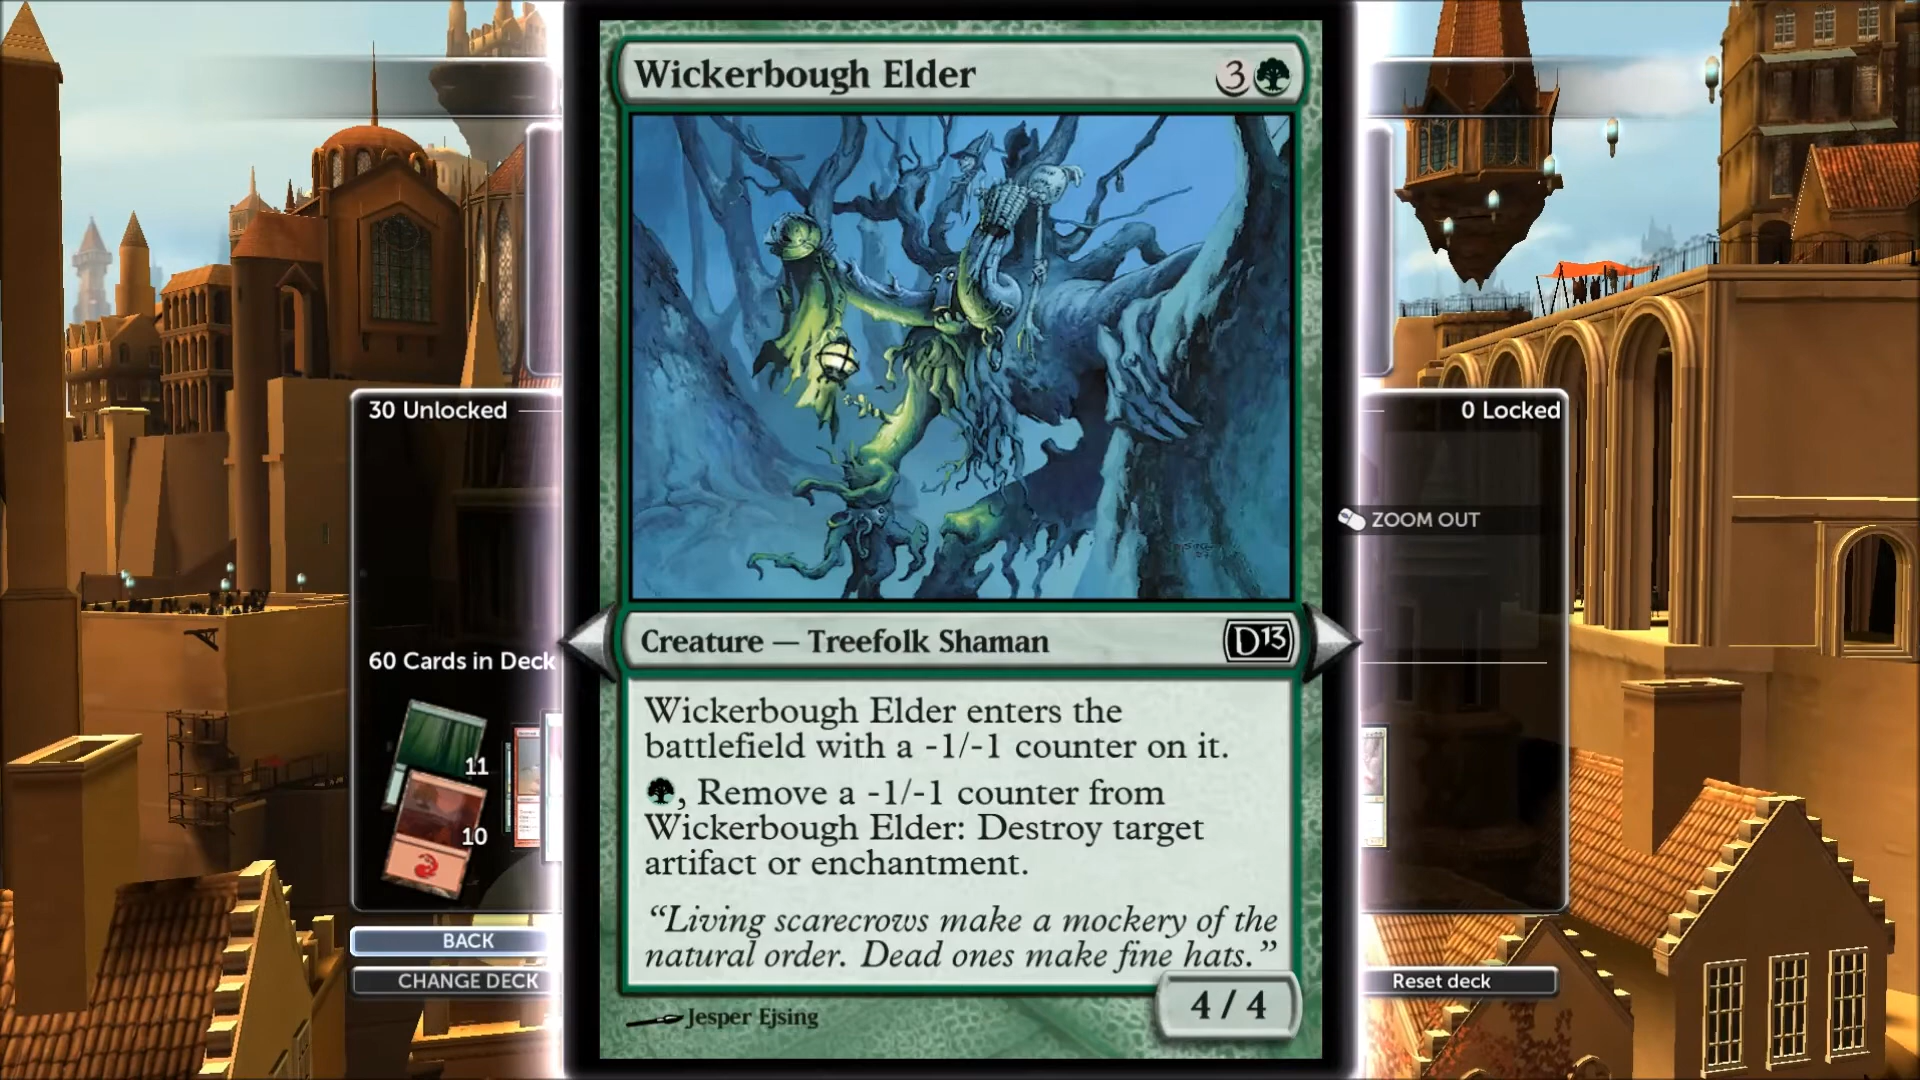 Wickerbough Elder 3
30 Unlocked
0 Locked
ZOOM OUT
Creature — Treefolk Shaman D13
60 Cards in Deck
11
10
Wickerbough Elder enters the
battlefield with a -1/-1 counter on it.
, Remove a -1/-1 counter from
Wickerbough Elder: Destroy target
artifact or enchantment.
“Living scarecrows make a mockery of the
natural order. Dead ones make fine hats.”
4 / 4
Jesper Ejsing
BACK
CHANGE DECK
Reset deck